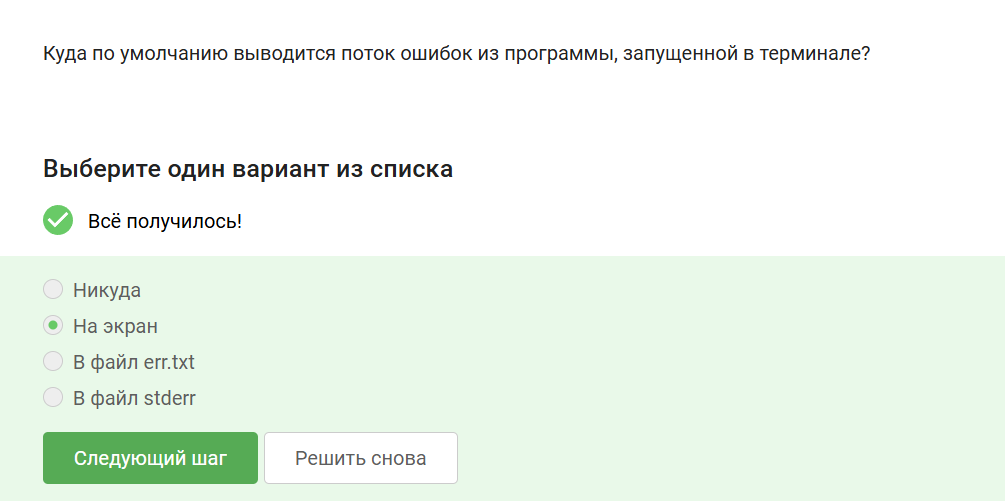 Куда по умолчанию выводится поток ошибок из программы, запущенной в терминале?
Выберите один вариант из списка
Всё получилось!
Никуда
На экран
В файл err.txt
В файл stderr
Следующий шаг
Решить снова